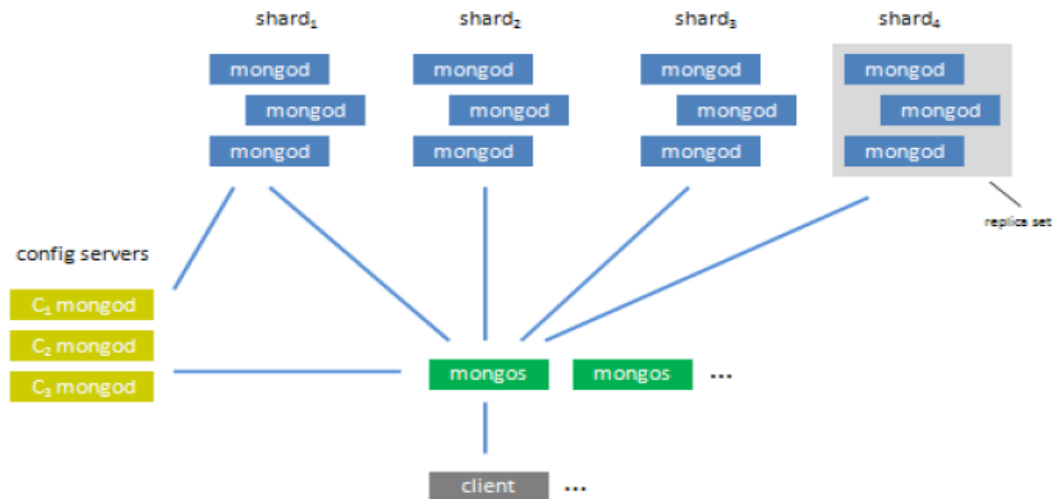 shard₁ shard₂ shard₃ shard₄
mongod mongod mongod mongod
mongod mongod mongod mongod
mongod mongod mongod mongod
replica set
config servers
C₁ mongod
C₂ mongod
C₃ mongod
mongos mongos ...
client ...